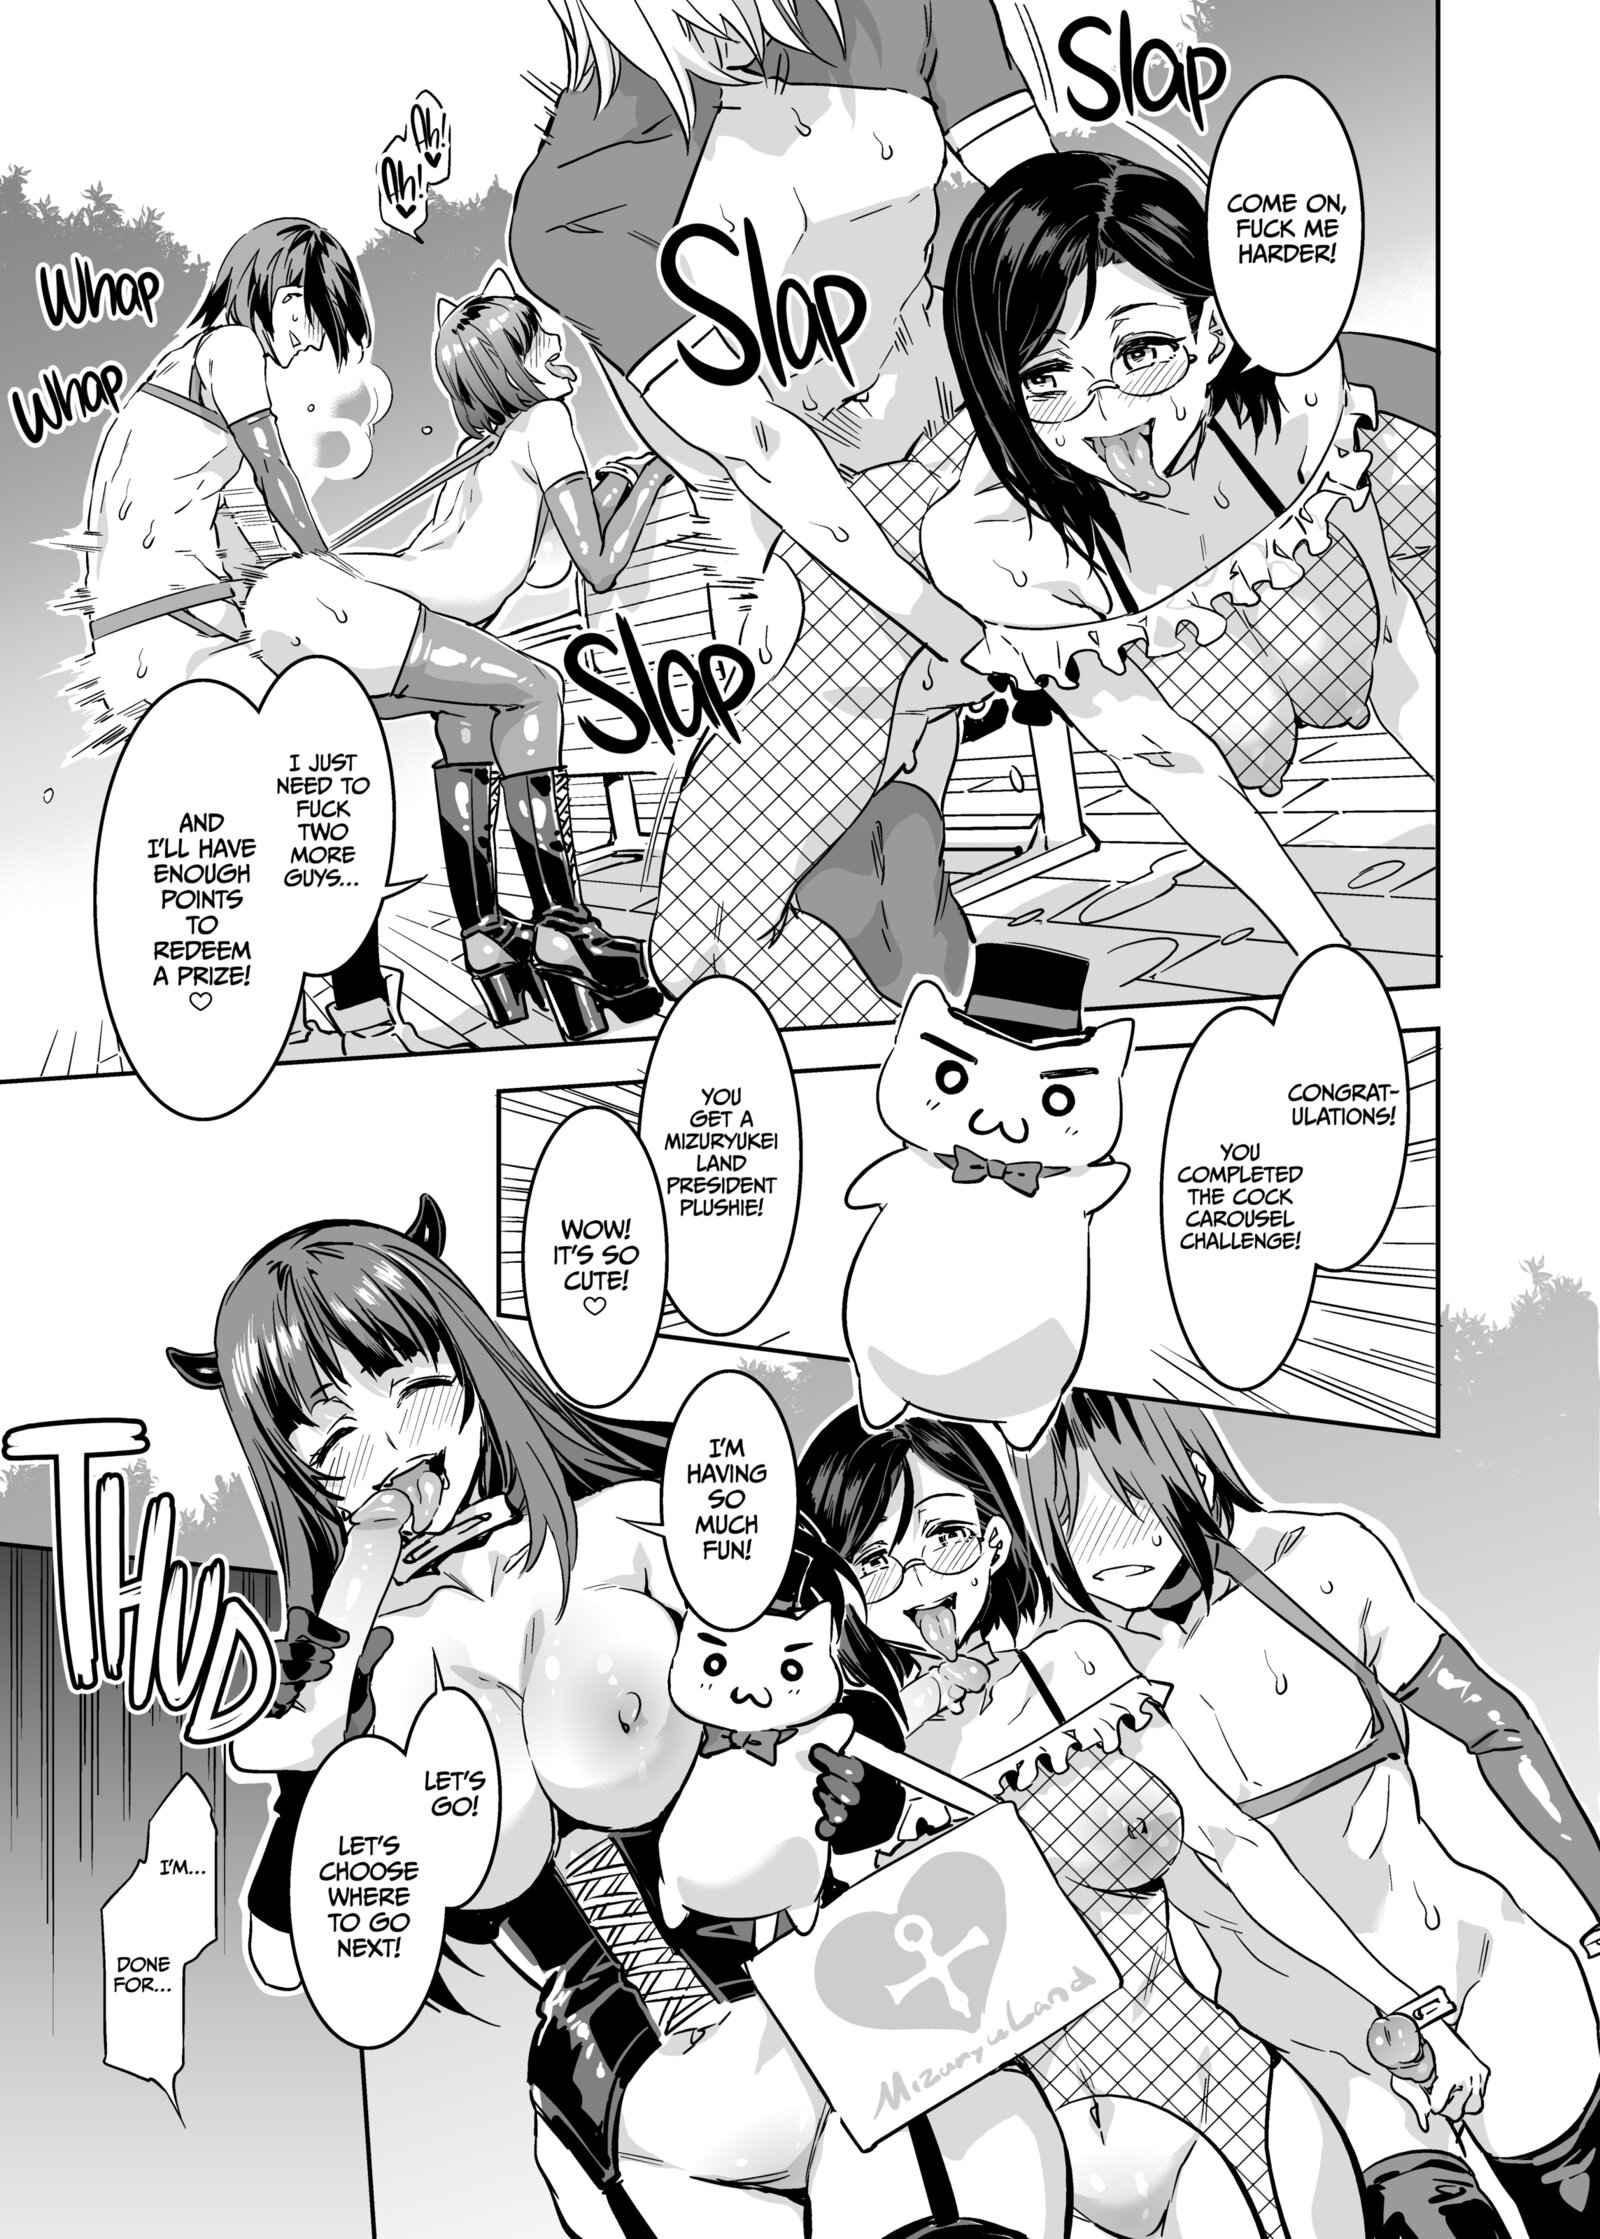 Slap
COME ON,
FUCK ME
HARDER!
Slap
Ah!
Ah!
Whap
Whap
Slap
I JUST
NEED TO
FUCK
TWO
MORE
GUYS...
AND
I'LL HAVE
ENOUGH
POINTS
TO
REDEEM
A PRIZE!
♡
CONGRAT-
ULATIONS!
YOU
COMPLETED
THE COCK
CAROUSEL
CHALLENGE!
YOU
GET A
MIZURYUKEI
LAND
PRESIDENT
PLUSHIE!
WOW!
IT'S SO
CUTE!
♡
I'M
HAVING
SO
MUCH
FUN!
THUD
LET'S
GO!
LET'S
CHOOSE
WHERE
TO GO
NEXT!
I'M...
DONE
FOR...
Mizuryu Land